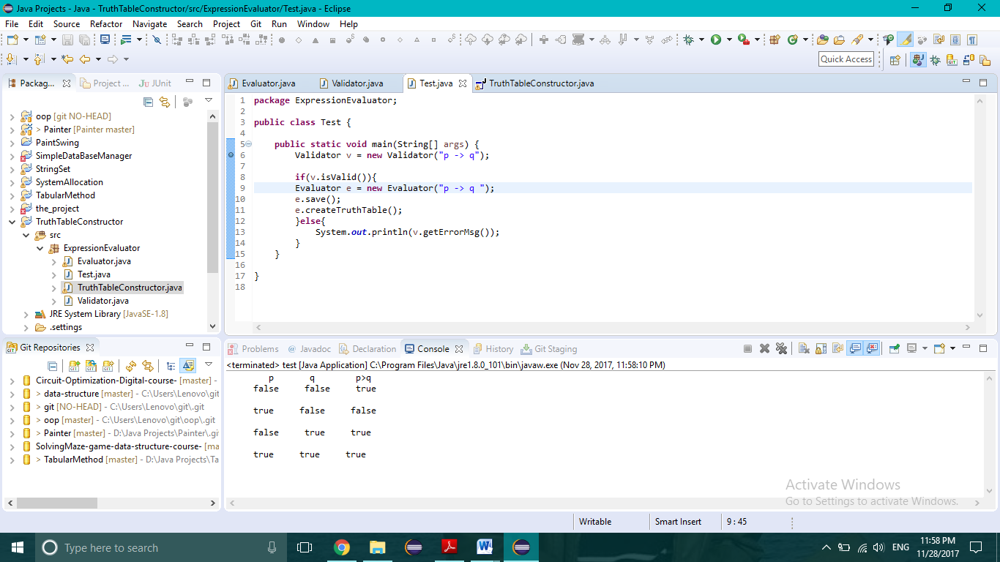 Java Projects - Java - TruthTableConstructor/src/ExpressionEvaluator/Test.java - Eclipse
File Edit Source Refactor Navigate Search Project Git Run Window Help
Quick Access
Packag... Project ... Ju JUnit
oop [git NO-HEAD]
> Painter [Painter master]
PaintSwing
SimpleDataBaseManager
StringSet
SystemAllocation
TabularMethod
the_project
TruthTableConstructor
src
ExpressionEvaluator
Evaluator.java
Test.java
TruthTableConstructor.java
Validator.java
JRE System Library [JavaSE-1.8]
.settings
Evaluator.java Validator.java Test.java TruthTableConstructor.java
1 package ExpressionEvaluator;
2
3 public class Test {
4
5 public static void main(String[] args) {
6 Validator v = new Validator("p -> q");
7
8 if(v.isValid()){
9 Evaluator e = new Evaluator("p -> q ");
10 e.save();
11 e.createTruthTable();
12 }else{
13 System.out.println(v.getErrorMsg());
14 }
15 }
16
17 }
18
Git Repositories
Circuit-Optimization-Digital-course- [master] -
> data-structure [master] - C:\Users\Lenovo\git
> git [NO-HEAD] - C:\Users\Lenovo\git\.git
> oop [master] - C:\Users\Lenovo\git\oop\.git
> Painter [master] - D:\Java Projects\Painter\.gi
SolvingMaze-game-data-structure-course- [ma
> TabularMethod [master] - D:\Java Projects\Ta
Problems @ Javadoc Declaration Console History Git Staging
<terminated> test [Java Application] C:\Program Files\Java\jre1.8.0_101\bin\javaw.exe (Nov 28, 2017, 11:58:10 PM)
p q p>q
false false true
true false false
false true true
true true true
Activate Windows
Go to Settings to activate Windows.
Writable Smart Insert 9 : 45
Type here to search
ENG
11:58 PM
11/28/2017